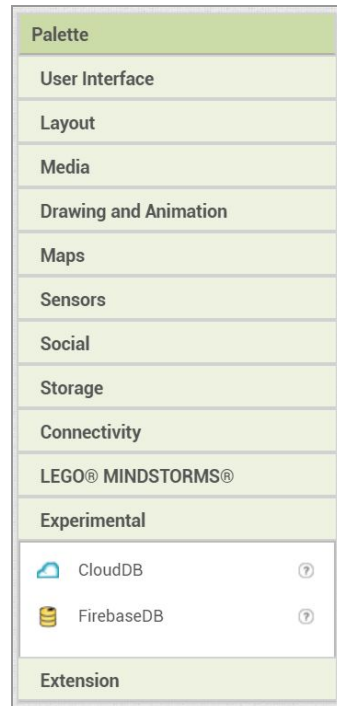 Palette
User Interface
Layout
Media
Drawing and Animation
Maps
Sensors
Social
Storage
Connectivity
LEGO® MINDSTORMS®
Experimental
CloudDB ?
FirebaseDB ?
Extension